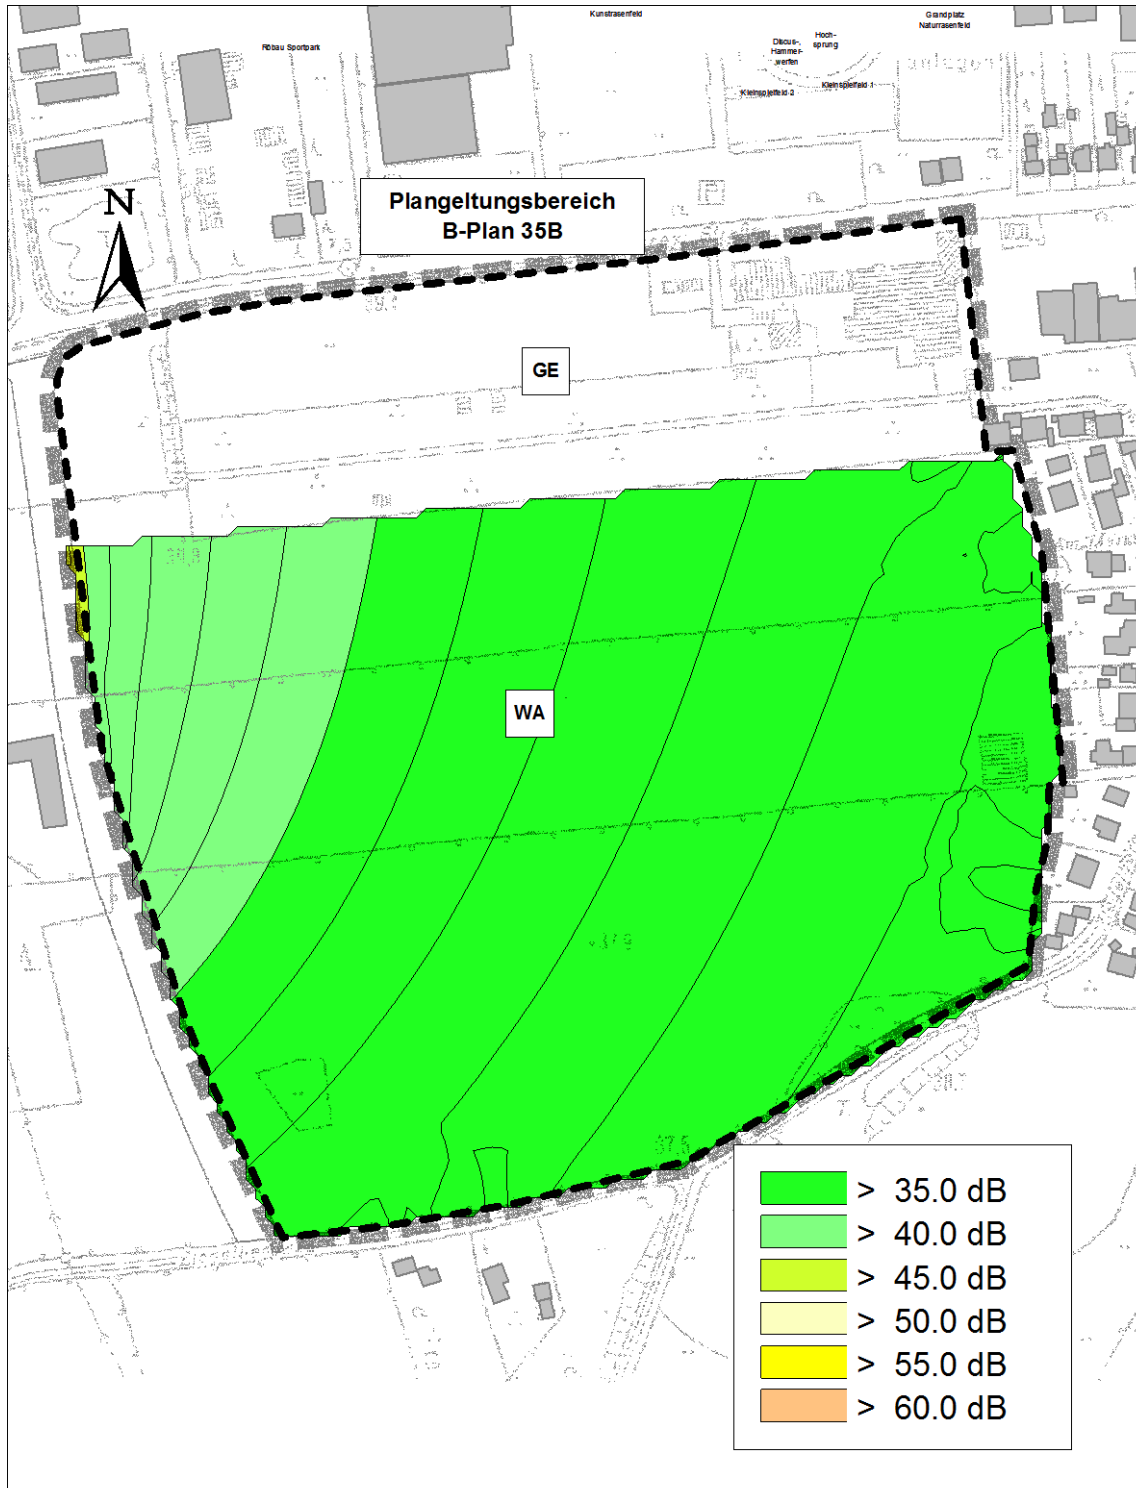 Kunstrasenfeld
Grandplatz
Naturrasenfeld
Röbau Sportpark
Discus-,
Hammer-
werfen
Hoch-
sprung
Kleinspielfeld 2
Kleinspielfeld 1
N
Plangeltungsbereich
B-Plan 35B
GE
WA
> 35.0 dB
> 40.0 dB
> 45.0 dB
> 50.0 dB
> 55.0 dB
> 60.0 dB